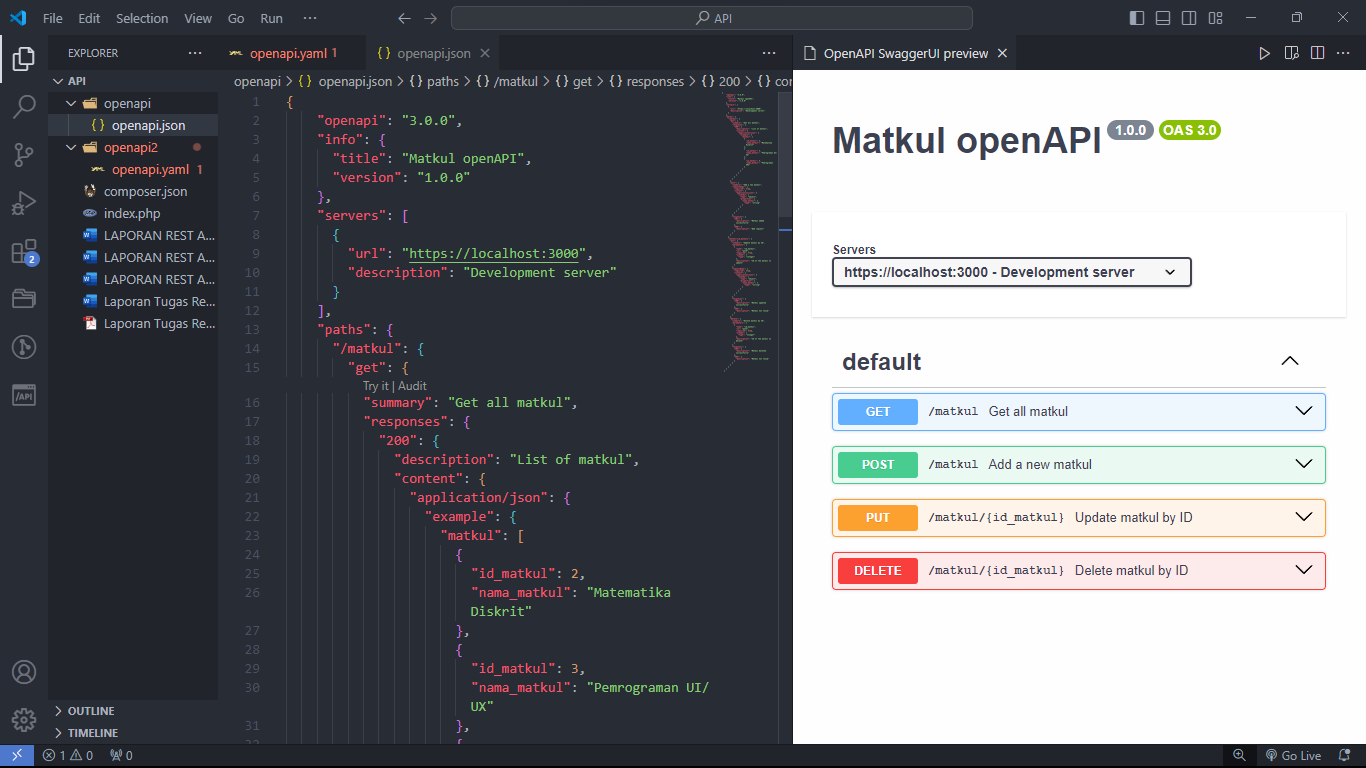 File Edit Selection View Go Run ···
API
EXPLORER ···
API
openapi
openapi.json
openapi2
openapi.yaml 1
composer.json
index.php
LAPORAN REST A...
LAPORAN REST A...
LAPORAN REST A...
Laporan Tugas Re...
Laporan Tugas Re...
OUTLINE
TIMELINE
2
/API
openapi.yaml 1
{ } openapi.json
···
openapi > { } openapi.json > { } paths > { } /matkul > { } get > { } responses > { } 200 > { } con
1 {
2 "openapi": "3.0.0",
3 "info": {
4 "title": "Matkul openAPI",
5 "version": "1.0.0"
6 },
7 "servers": [
8 {
9 "url": "https://localhost:3000",
10 "description": "Development server"
11 }
12 ],
13 "paths": {
14 "/matkul": {
15 "get": {
Try it | Audit
16 "summary": "Get all matkul",
17 "responses": {
18 "200": {
19 "description": "List of matkul",
20 "content": {
21 "application/json": {
22 "example": {
23 "matkul": [
24 {
25 "id_matkul": 2,
26 "nama_matkul": "Matematika
Diskrit"
27 },
28 {
29 "id_matkul": 3,
30 "nama_matkul": "Pemrograman UI/
UX"
31 },
OpenAPI SwaggerUI preview
···
Matkul openAPI 1.0.0 OAS 3.0
Servers
https://localhost:3000 - Development server
default
GET /matkul Get all matkul
POST /matkul Add a new matkul
PUT /matkul/{id_matkul} Update matkul by ID
DELETE /matkul/{id_matkul} Delete matkul by ID
1 0 0
Go Live